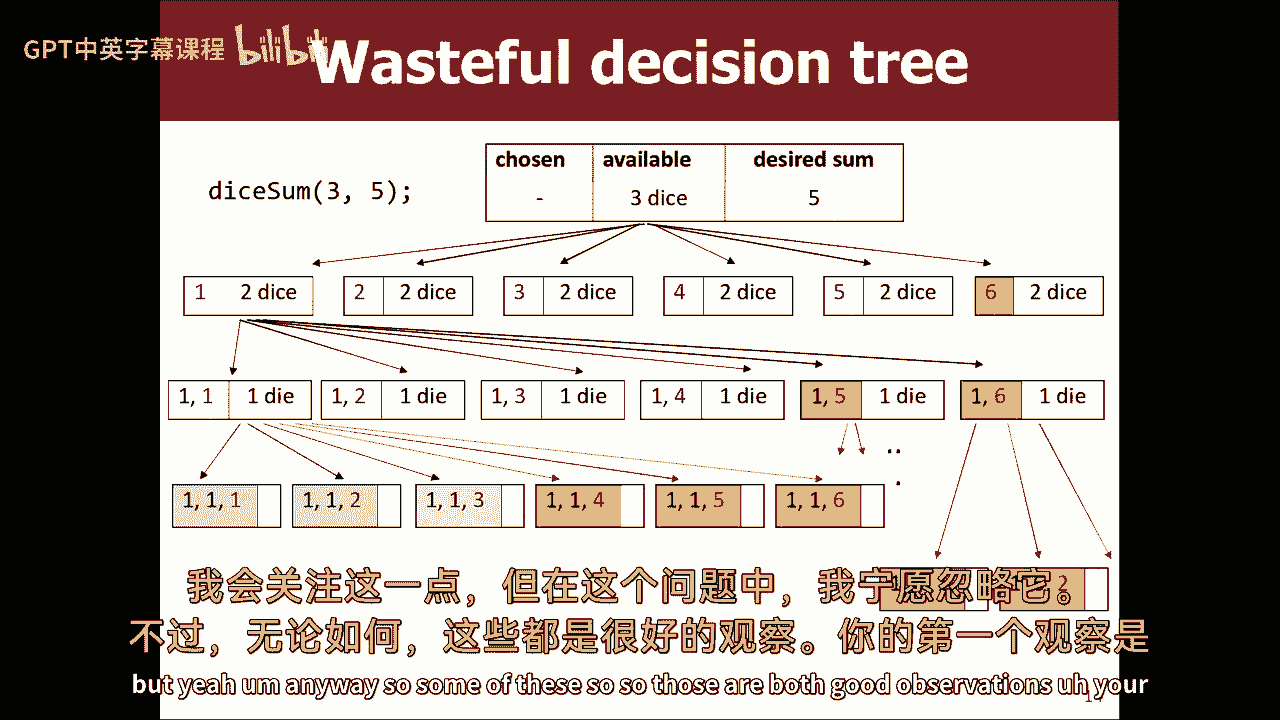 GPT中英字幕课程 bilibili
Wasteful decision tree
chosen available desired sum
diceSum(3, 5);
- 3 dice 5
1 2 dice 2 2 dice 3 2 dice 4 2 dice 5 2 dice 6 2 dice
1, 1 1 die 1, 2 1 die 1, 3 1 die 1, 4 1 die 1, 5 1 die 1, 6 1 die
..
.
1, 1, 1 1, 1, 2 1, 1, 3 1, 1, 4 1, 1, 5 1, 1, 6
我会关注这一点，但在这个问题中，我宁愿忽略它。
不过，无论如何，这些都是很好的观察。你的第一个观察是
but yeah um anyway so some of these so so those are both good observations uh your